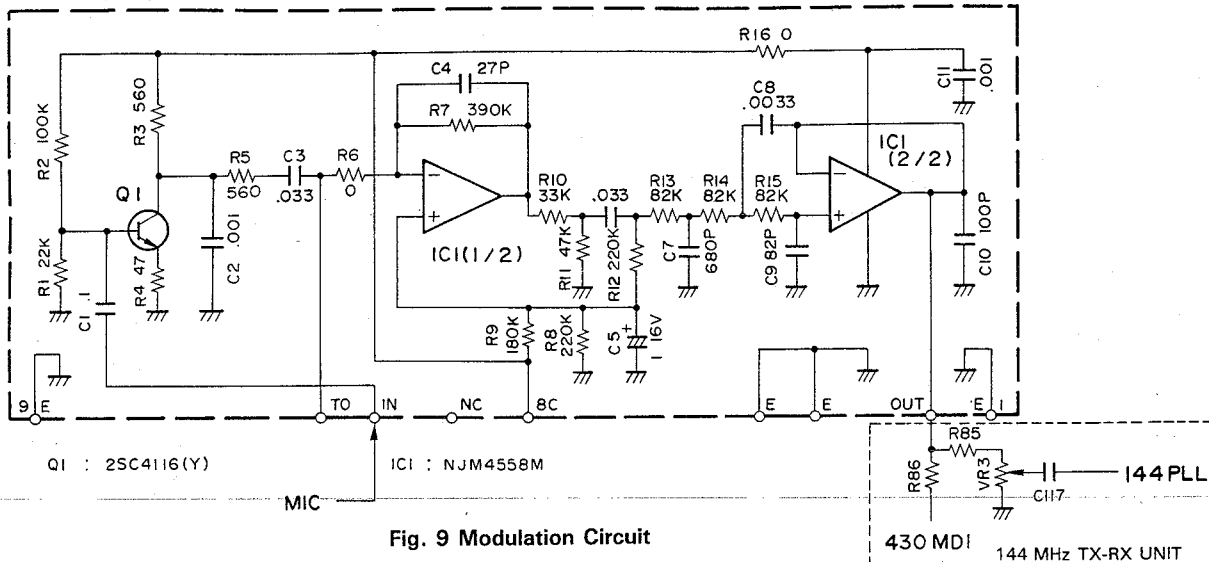 R16 0
C11 .001
C4 27P
R7 390K
C8 .0033
R2 100K
R3 560
R5 560
C3 .033
R6 0
IC1 (2/2)
Q1
−
+
IC1(1/2)
R10 33K
.033
R13 82K
R14 82K
R15 82K
−
+
R1 22K
C1 .1
R4 47
C2 .001
R11 47K
R12 220K
C7 680P
C9 82P
C10 100P
R9 180K
R8 220K
C5 + 1 16V
9 E
TO
IN
NC
8C
E
E
OUT
E 1
Q1 : 2SC4116(Y)
IC1 : NJM4558M
MIC
R85
R86
VR3
C117
144 PLL
430 MDI
144 MHz TX-RX UNIT
Fig. 9 Modulation Circuit